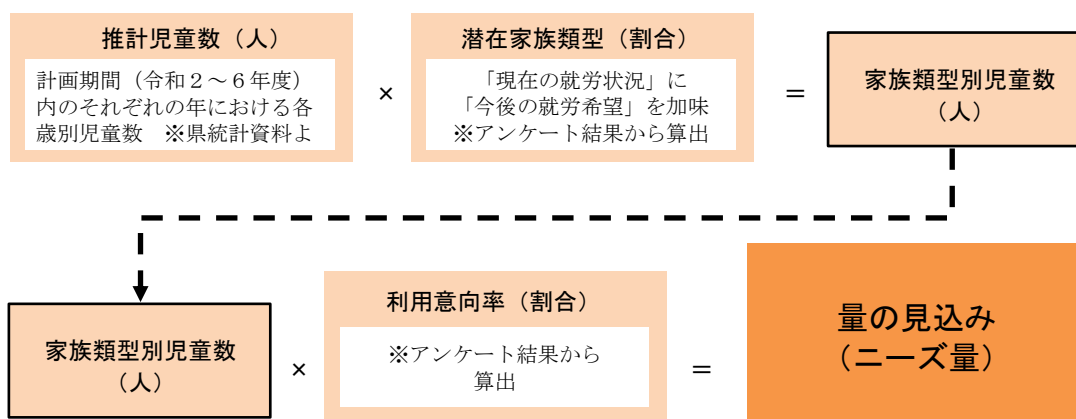 推計児童数（人）
計画期間（令和２～６年度）
内のそれぞれの年における各
歳別児童数　※県統計資料よ
×
潜在家族類型（割合）
「現在の就労状況」に
「今後の就労希望」を加味
※アンケート結果から算出
＝
家族類型別児童数
（人）
家族類型別児童数
（人）
×
利用意向率（割合）
※アンケート結果から
算出
＝
量の見込み
（ニーズ量）